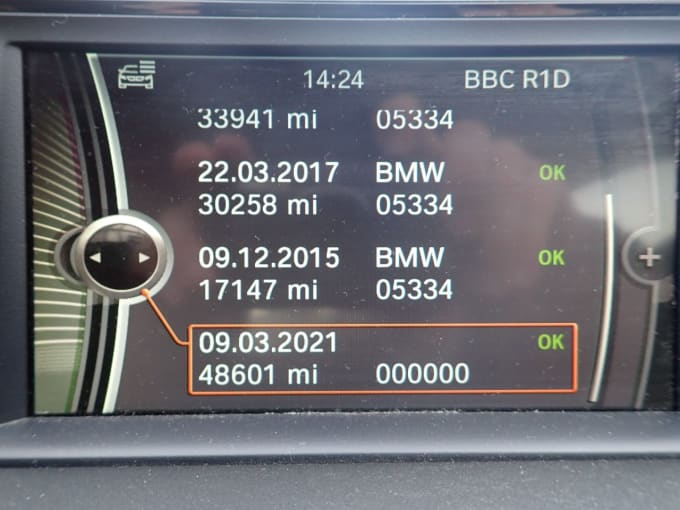 14:24 BBC R1D
33941 mi 05334
22.03.2017 BMW OK
30258 mi 05334
09.12.2015 BMW OK
17147 mi 05334
09.03.2021 OK
48601 mi 000000